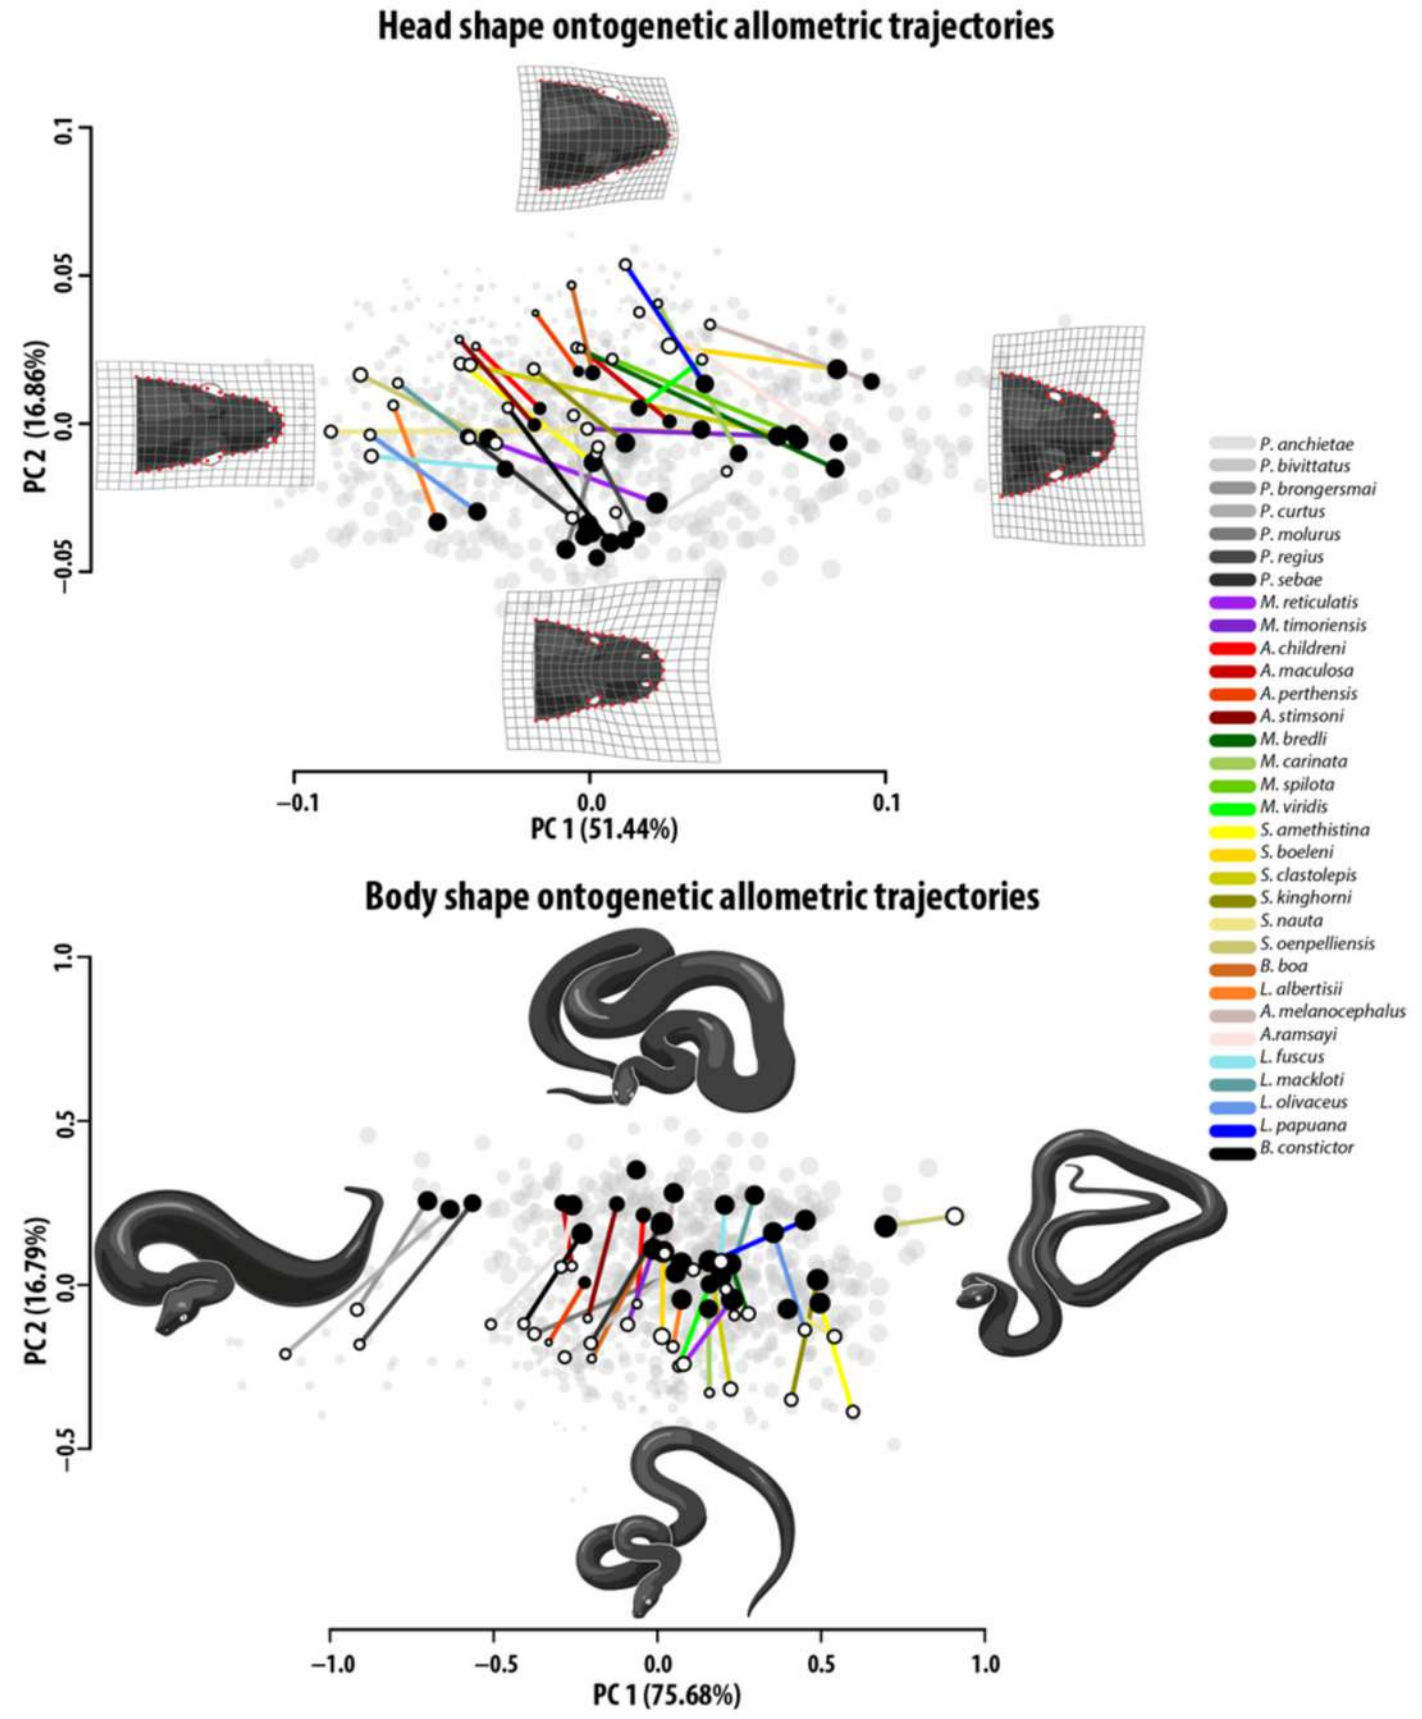 Head shape ontogenetic allometric trajectories
0.1
0.05
0.0
−0.05
PC2 (16.86%)
−0.1
0.0
0.1
PC 1 (51.44%)
P. anchietae
P. bivittatus
P. brongersmai
P. curtus
P. molurus
P. regius
P. sebae
M. reticulatis
M. timoriensis
A. childreni
A. maculosa
A. perthensis
A. stimsoni
M. bredli
M. carinata
M. spilota
M. viridis
S. amethistina
S. boeleni
S. clastolepis
S. kinghorni
S. nauta
S. oenpelliensis
B. boa
L. albertisii
A. melanocephalus
A.ramsayi
L. fuscus
L. mackloti
L. olivaceus
L. papuana
B. constictor
Body shape ontogenetic allometric trajectories
1.0
0.5
0.0
−0.5
PC2 (16.79%)
−1.0
−0.5
0.0
0.5
1.0
PC 1 (75.68%)